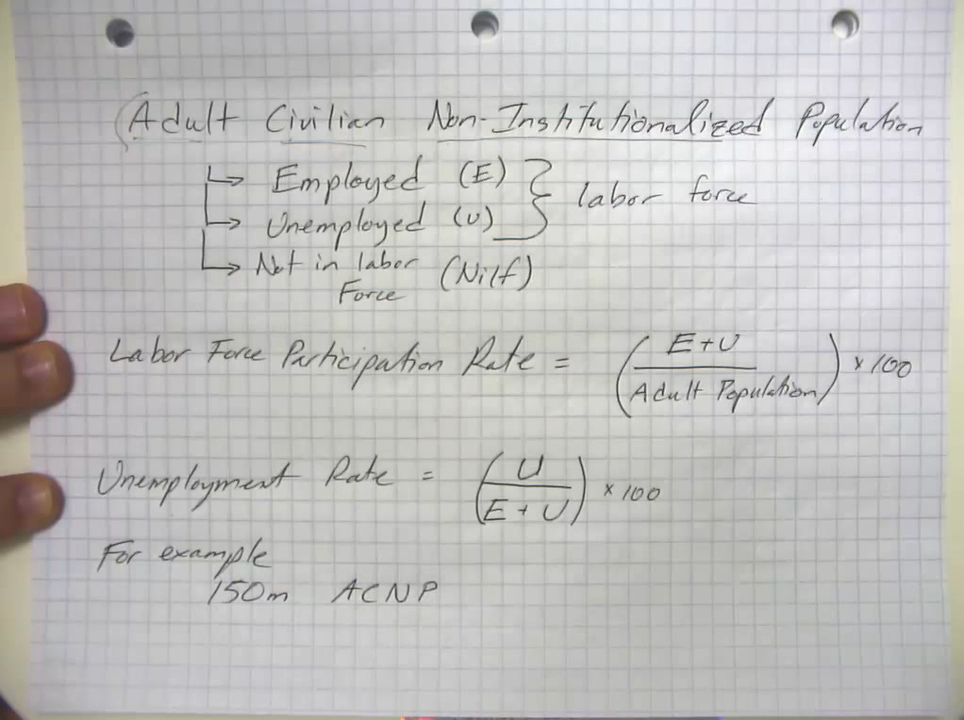 (Adult Civilian Non-Institutionalized Population
Employed (E)
Unemployed (U)
} labor force
Not in labor
Force (Nilf)
Labor Force Participation Rate = (E+U / Adult Population) × 100
Unemployment Rate = (U / E + U) × 100
For example
150m ACNP